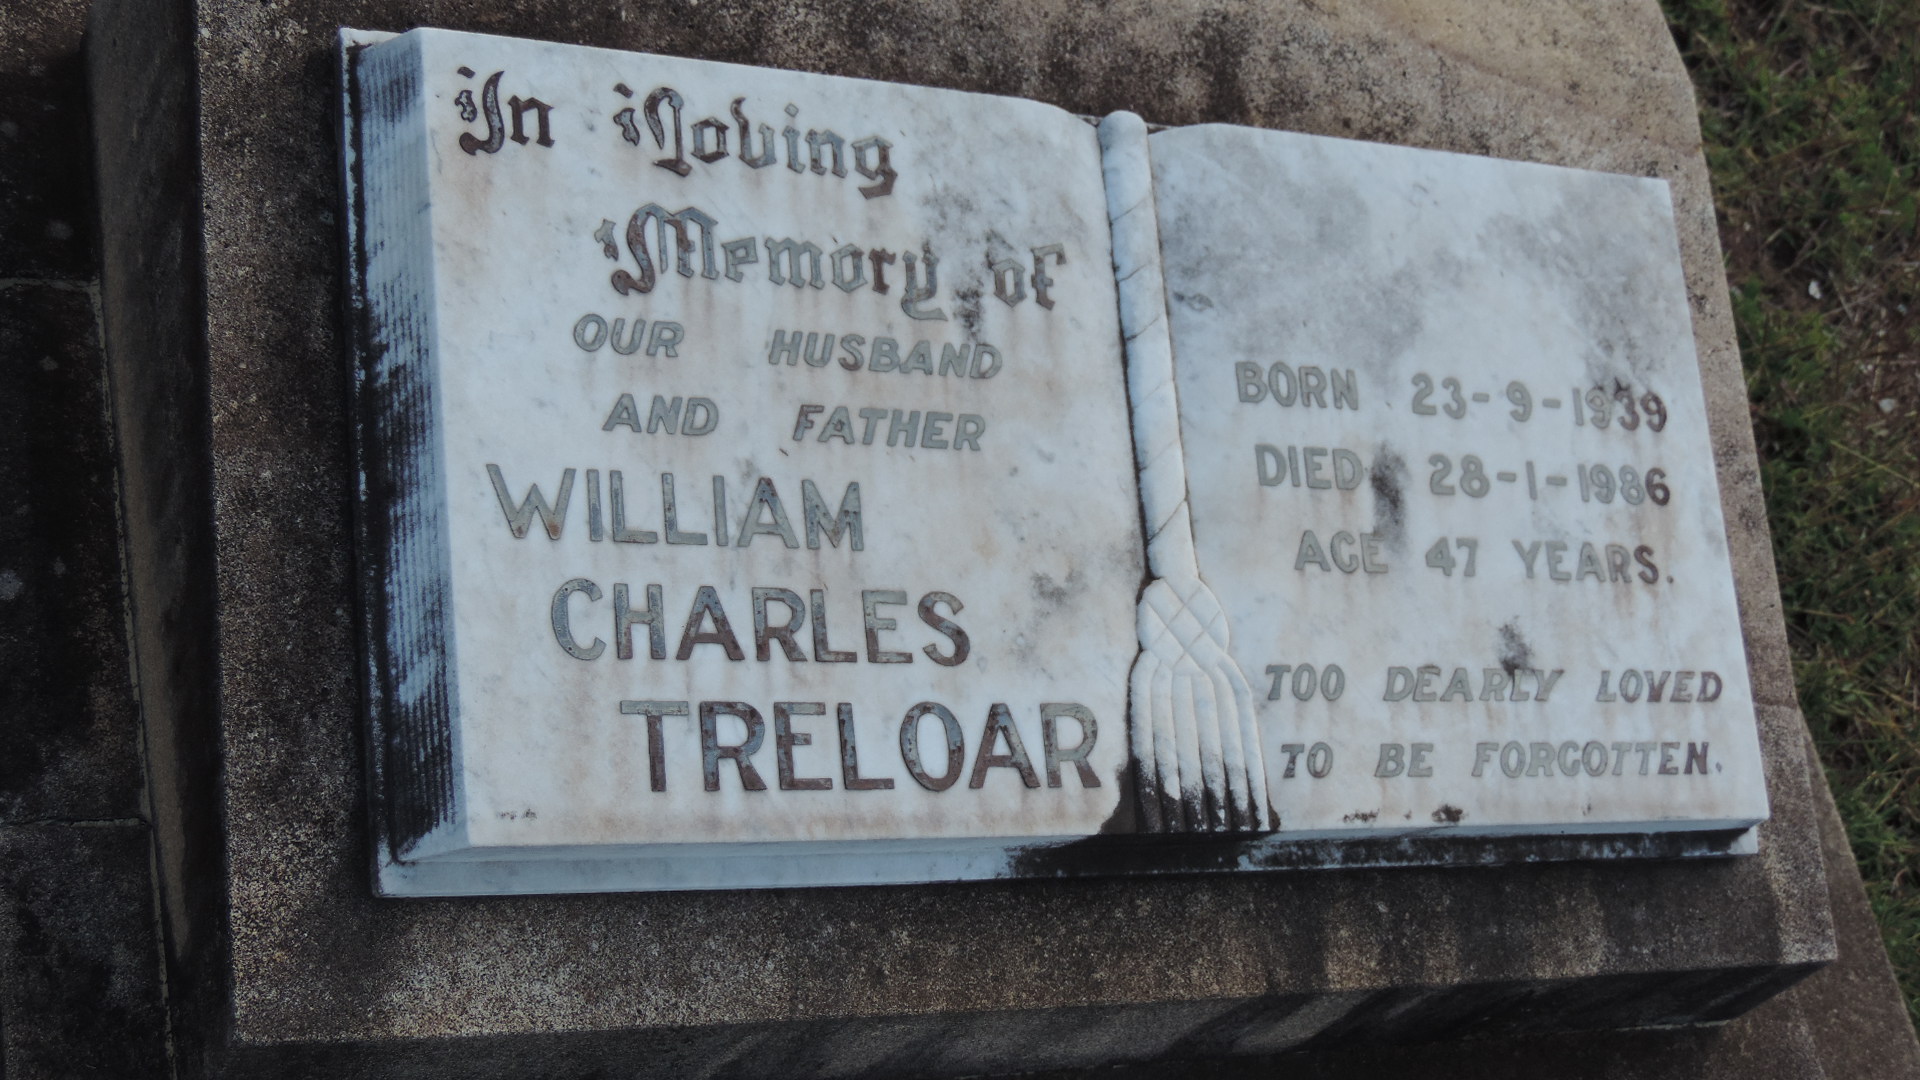 In Loving
Memory of
OUR HUSBAND
AND FATHER
WILLIAM
CHARLES
TRELOAR
BORN 23-9-1939
DIED 28-1-1986
AGE 47 YEARS.
TOO DEARLY LOVED
TO BE FORGOTTEN.